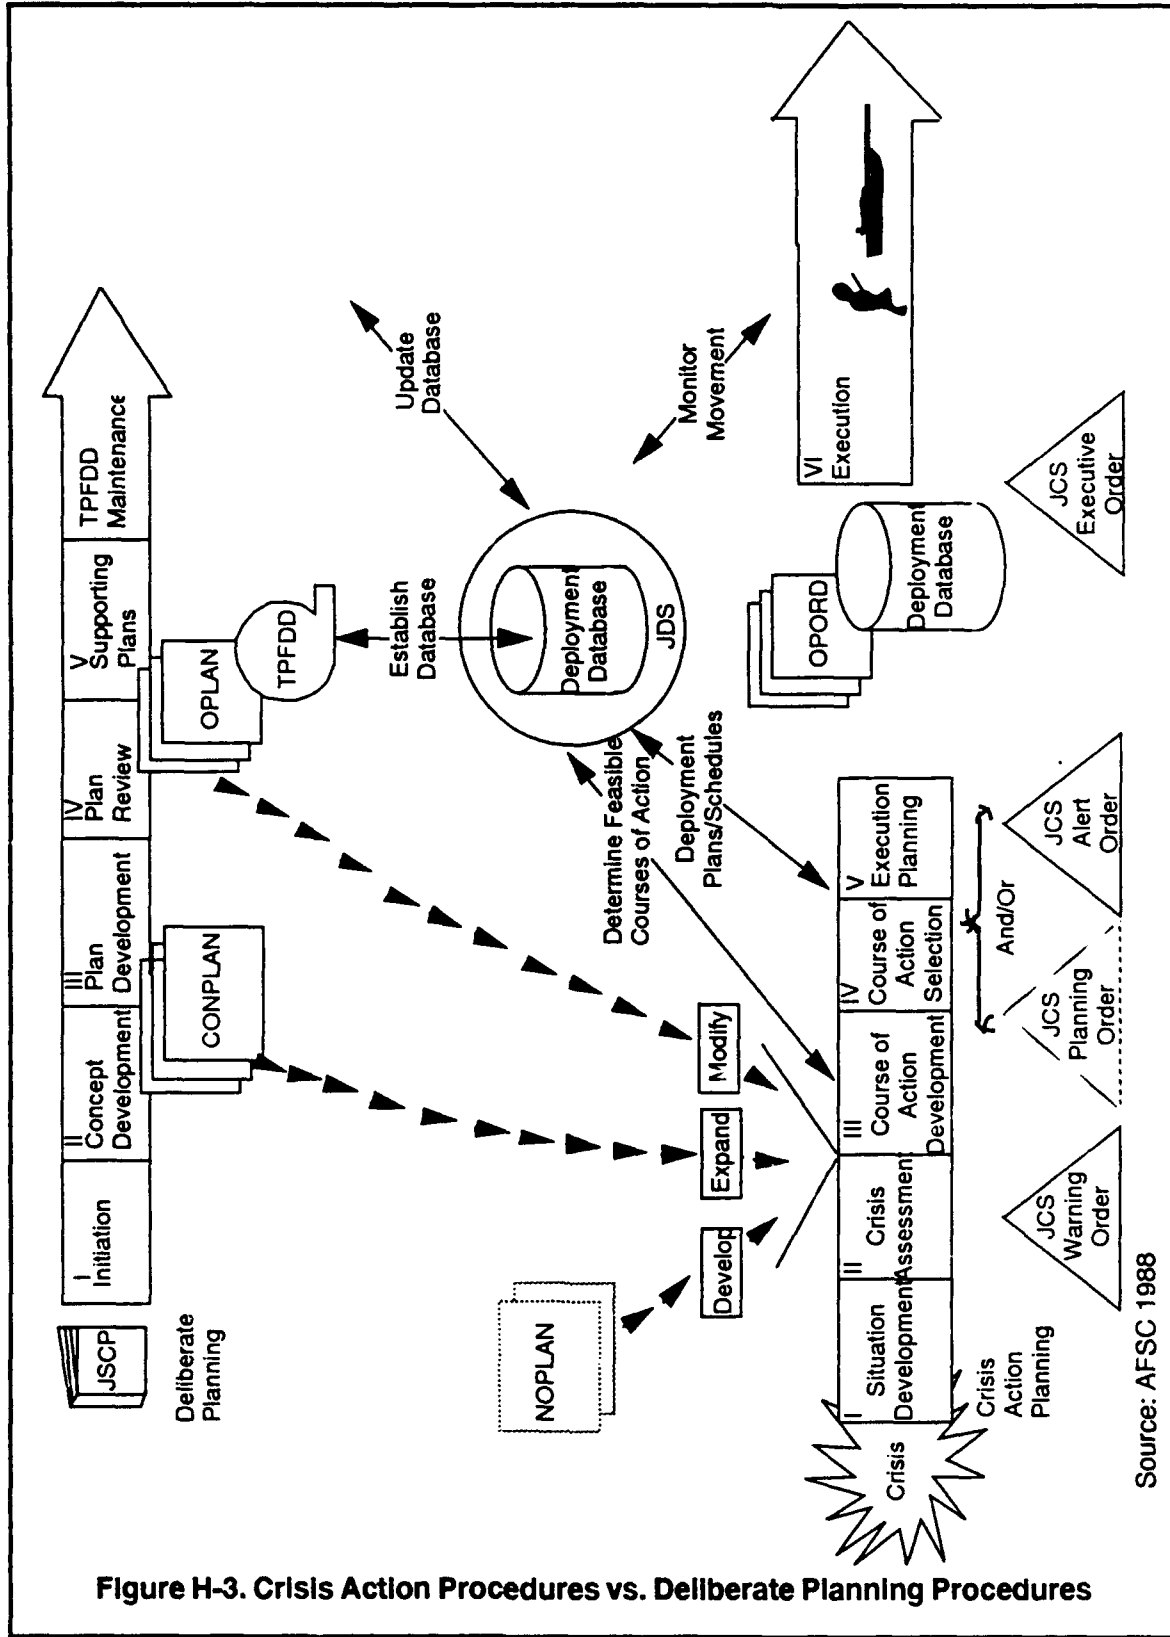 JSCP
Deliberate
Planning
I
Initiation
II
Concept
Development
III
Plan
Development
IV
Plan
Review
V
Supporting
Plans
TPFDD
Maintenance
CONPLAN
OPLAN
TPFDD
Establish
Database
Update
Database
Deployment
Database
JDS
Determine Feasible
Courses of Action
Deployment
Plans/Schedules
Monitor
Movement
NOPLAN
Develop
Expand
Modify
Crisis
Crisis
Action
Planning
I
Situation
Development
II
Crisis
Assessment
III
Course of
Action
Development
IV
Course of
Action
Selection
V
Execution
Planning
OPORD
Deployment
Database
VI
Execution
And/Or
JCS
Warning
Order
JCS
Planning
Order
JCS
Alert
Order
JCS
Executive
Order
Source: AFSC 1988
Figure H-3. Crisis Action Procedures vs. Deliberate Planning Procedures